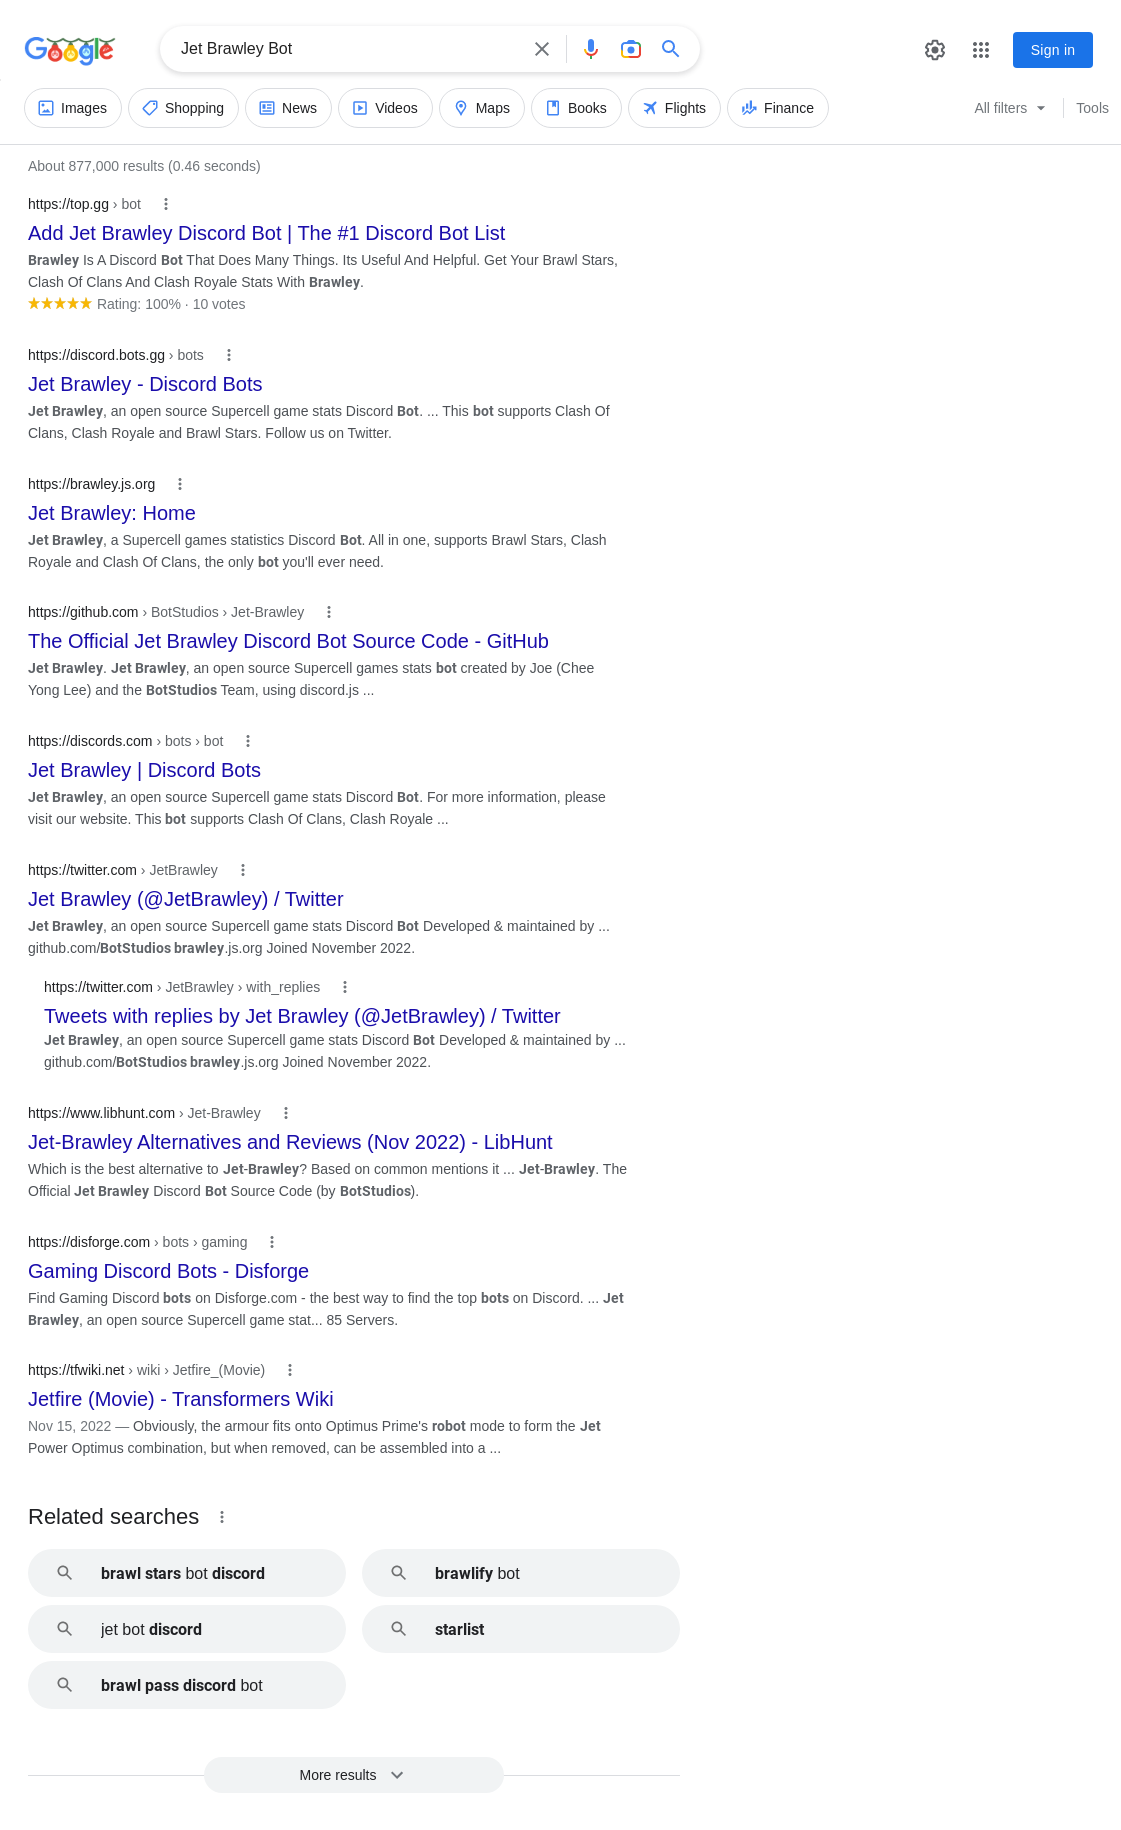 Google
Jet Brawley Bot
Sign in
Images Shopping News Videos Maps Books Flights Finance All filters Tools
About 877,000 results (0.46 seconds)
https://top.gg › bot
Add Jet Brawley Discord Bot | The #1 Discord Bot List
Brawley Is A Discord Bot That Does Many Things. Its Useful And Helpful. Get Your Brawl Stars,
Clash Of Clans And Clash Royale Stats With Brawley.
Rating: 100% · 10 votes
https://discord.bots.gg › bots
Jet Brawley - Discord Bots
Jet Brawley, an open source Supercell game stats Discord Bot. ... This bot supports Clash Of
Clans, Clash Royale and Brawl Stars. Follow us on Twitter.
https://brawley.js.org
Jet Brawley: Home
Jet Brawley, a Supercell games statistics Discord Bot. All in one, supports Brawl Stars, Clash
Royale and Clash Of Clans, the only bot you'll ever need.
https://github.com › BotStudios › Jet-Brawley
The Official Jet Brawley Discord Bot Source Code - GitHub
Jet Brawley. Jet Brawley, an open source Supercell games stats bot created by Joe (Chee
Yong Lee) and the BotStudios Team, using discord.js ...
https://discords.com › bots › bot
Jet Brawley | Discord Bots
Jet Brawley, an open source Supercell game stats Discord Bot. For more information, please
visit our website. This bot supports Clash Of Clans, Clash Royale ...
https://twitter.com › JetBrawley
Jet Brawley (@JetBrawley) / Twitter
Jet Brawley, an open source Supercell game stats Discord Bot Developed & maintained by ...
github.com/BotStudios brawley.js.org Joined November 2022.
https://twitter.com › JetBrawley › with_replies
Tweets with replies by Jet Brawley (@JetBrawley) / Twitter
Jet Brawley, an open source Supercell game stats Discord Bot Developed & maintained by ...
github.com/BotStudios brawley.js.org Joined November 2022.
https://www.libhunt.com › Jet-Brawley
Jet-Brawley Alternatives and Reviews (Nov 2022) - LibHunt
Which is the best alternative to Jet-Brawley? Based on common mentions it ... Jet-Brawley. The
Official Jet Brawley Discord Bot Source Code (by BotStudios).
https://disforge.com › bots › gaming
Gaming Discord Bots - Disforge
Find Gaming Discord bots on Disforge.com - the best way to find the top bots on Discord. ... Jet
Brawley, an open source Supercell game stat... 85 Servers.
https://tfwiki.net › wiki › Jetfire_(Movie)
Jetfire (Movie) - Transformers Wiki
Nov 15, 2022 — Obviously, the armour fits onto Optimus Prime's robot mode to form the Jet
Power Optimus combination, but when removed, can be assembled into a ...
Related searches
brawl stars bot discord
brawlify bot
jet bot discord
starlist
brawl pass discord bot
More results